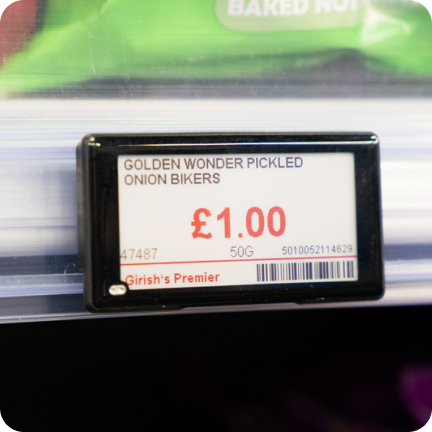 BAKED NOT
GOLDEN WONDER PICKLED
ONION BIKERS
£1.00
47487 50G 5010052114629
Girish's Premier